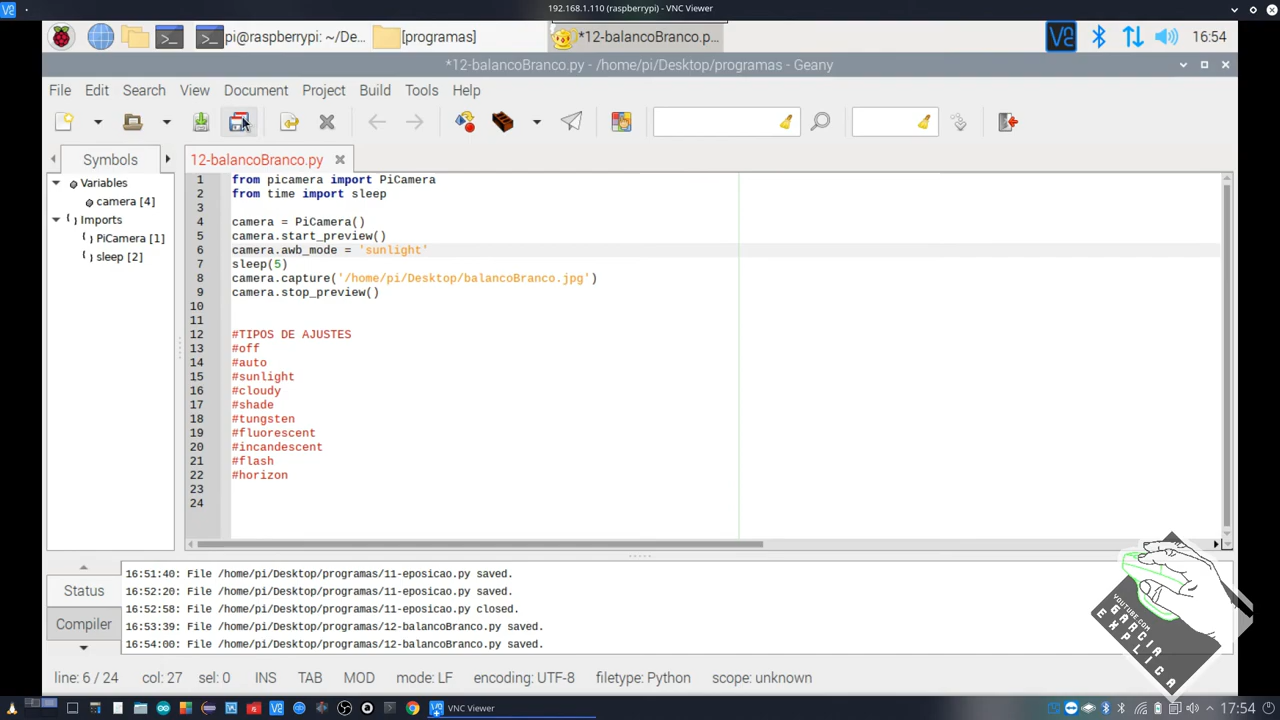 192.168.1.110 (raspberrypi) - VNC Viewer
pi@raspberrypi: ~/De...
[programas]
*12-balancoBranco.p...
16:54
*12-balancoBranco.py - /home/pi/Desktop/programas - Geany
File Edit Search View Document Project Build Tools Help
Symbols
12-balancoBranco.py
Variables
camera [4]
Imports
PiCamera [1]
sleep [2]
1 from picamera import PiCamera
2 from time import sleep
3
4 camera = PiCamera()
5 camera.start_preview()
6 camera.awb_mode = 'sunlight'
7 sleep(5)
8 camera.capture('/home/pi/Desktop/balancoBranco.jpg')
9 camera.stop_preview()
10
11
12 #TIPOS DE AJUSTES
13 #off
14 #auto
15 #sunlight
16 #cloudy
17 #shade
18 #tungsten
19 #fluorescent
20 #incandescent
21 #flash
22 #horizon
23
24
Status
Compiler
16:51:40: File /home/pi/Desktop/programas/11-eposicao.py saved.
16:52:20: File /home/pi/Desktop/programas/11-eposicao.py saved.
16:52:58: File /home/pi/Desktop/programas/11-eposicao.py closed.
16:53:39: File /home/pi/Desktop/programas/12-balancoBranco.py saved.
16:54:00: File /home/pi/Desktop/programas/12-balancoBranco.py saved.
YOUTUBE.COM/
GARCIA
EXPLICA
line: 6 / 24 col: 27 sel: 0 INS TAB MOD mode: LF encoding: UTF-8 filetype: Python scope: unknown
VNC Viewer
17:54